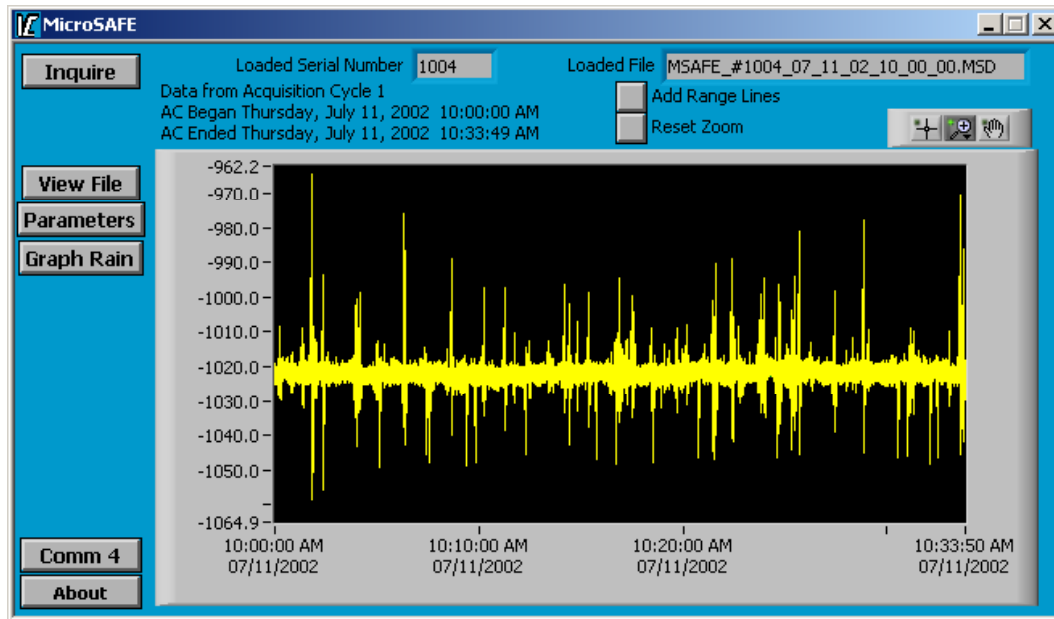 MicroSAFE
Inquire
Loaded Serial Number 1004
Loaded File MSAFE_#1004_07_11_02_10_00_00.MSD
Data from Acquisition Cycle 1
AC Began Thursday, July 11, 2002 10:00:00 AM
AC Ended Thursday, July 11, 2002 10:33:49 AM
Add Range Lines
Reset Zoom
View File
Parameters
Graph Rain
-962.2
-970.0
-980.0
-990.0
-1000.0
-1010.0
-1020.0
-1030.0
-1040.0
-1050.0
-1064.9
10:00:00 AM 10:10:00 AM 10:20:00 AM 10:33:50 AM
07/11/2002 07/11/2002 07/11/2002 07/11/2002
Comm 4
About